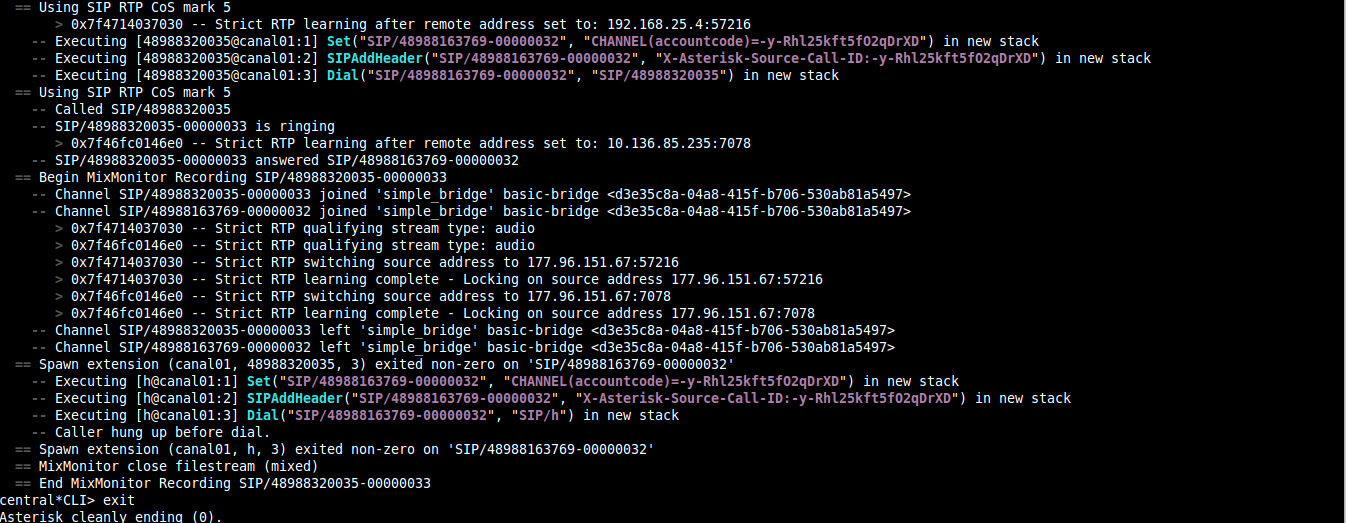 == Using SIP RTP CoS mark 5
> 0x7f4714037030 -- Strict RTP learning after remote address set to: 192.168.25.4:57216
-- Executing [48988320035@canal01:1] Set("SIP/48988163769-00000032", "CHANNEL(accountcode)=-y-Rhl25kft5fO2qDrXD") in new stack
-- Executing [48988320035@canal01:2] SIPAddHeader("SIP/48988163769-00000032", "X-Asterisk-Source-Call-ID:-y-Rhl25kft5fO2qDrXD") in new stack
-- Executing [48988320035@canal01:3] Dial("SIP/48988163769-00000032", "SIP/48988320035") in new stack
== Using SIP RTP CoS mark 5
-- Called SIP/48988320035
-- SIP/48988320035-00000033 is ringing
> 0x7f46fc0146e0 -- Strict RTP learning after remote address set to: 10.136.85.235:7078
-- SIP/48988320035-00000033 answered SIP/48988163769-00000032
== Begin MixMonitor Recording SIP/48988320035-00000033
-- Channel SIP/48988320035-00000033 joined 'simple_bridge' basic-bridge <d3e35c8a-04a8-415f-b706-530ab81a5497>
-- Channel SIP/48988163769-00000032 joined 'simple_bridge' basic-bridge <d3e35c8a-04a8-415f-b706-530ab81a5497>
> 0x7f4714037030 -- Strict RTP qualifying stream type: audio
> 0x7f46fc0146e0 -- Strict RTP qualifying stream type: audio
> 0x7f4714037030 -- Strict RTP switching source address to 177.96.151.67:57216
> 0x7f4714037030 -- Strict RTP learning complete - Locking on source address 177.96.151.67:57216
> 0x7f46fc0146e0 -- Strict RTP switching source address to 177.96.151.67:7078
> 0x7f46fc0146e0 -- Strict RTP learning complete - Locking on source address 177.96.151.67:7078
-- Channel SIP/48988320035-00000033 left 'simple_bridge' basic-bridge <d3e35c8a-04a8-415f-b706-530ab81a5497>
-- Channel SIP/48988163769-00000032 left 'simple_bridge' basic-bridge <d3e35c8a-04a8-415f-b706-530ab81a5497>
== Spawn extension (canal01, 48988320035, 3) exited non-zero on 'SIP/48988163769-00000032'
-- Executing [h@canal01:1] Set("SIP/48988163769-00000032", "CHANNEL(accountcode)=-y-Rhl25kft5fO2qDrXD") in new stack
-- Executing [h@canal01:2] SIPAddHeader("SIP/48988163769-00000032", "X-Asterisk-Source-Call-ID:-y-Rhl25kft5fO2qDrXD") in new stack
-- Executing [h@canal01:3] Dial("SIP/48988163769-00000032", "SIP/h") in new stack
-- Caller hung up before dial.
== Spawn extension (canal01, h, 3) exited non-zero on 'SIP/48988163769-00000032'
== MixMonitor close filestream (mixed)
== End MixMonitor Recording SIP/48988320035-00000033
central*CLI> exit
Asterisk cleanly ending (0).